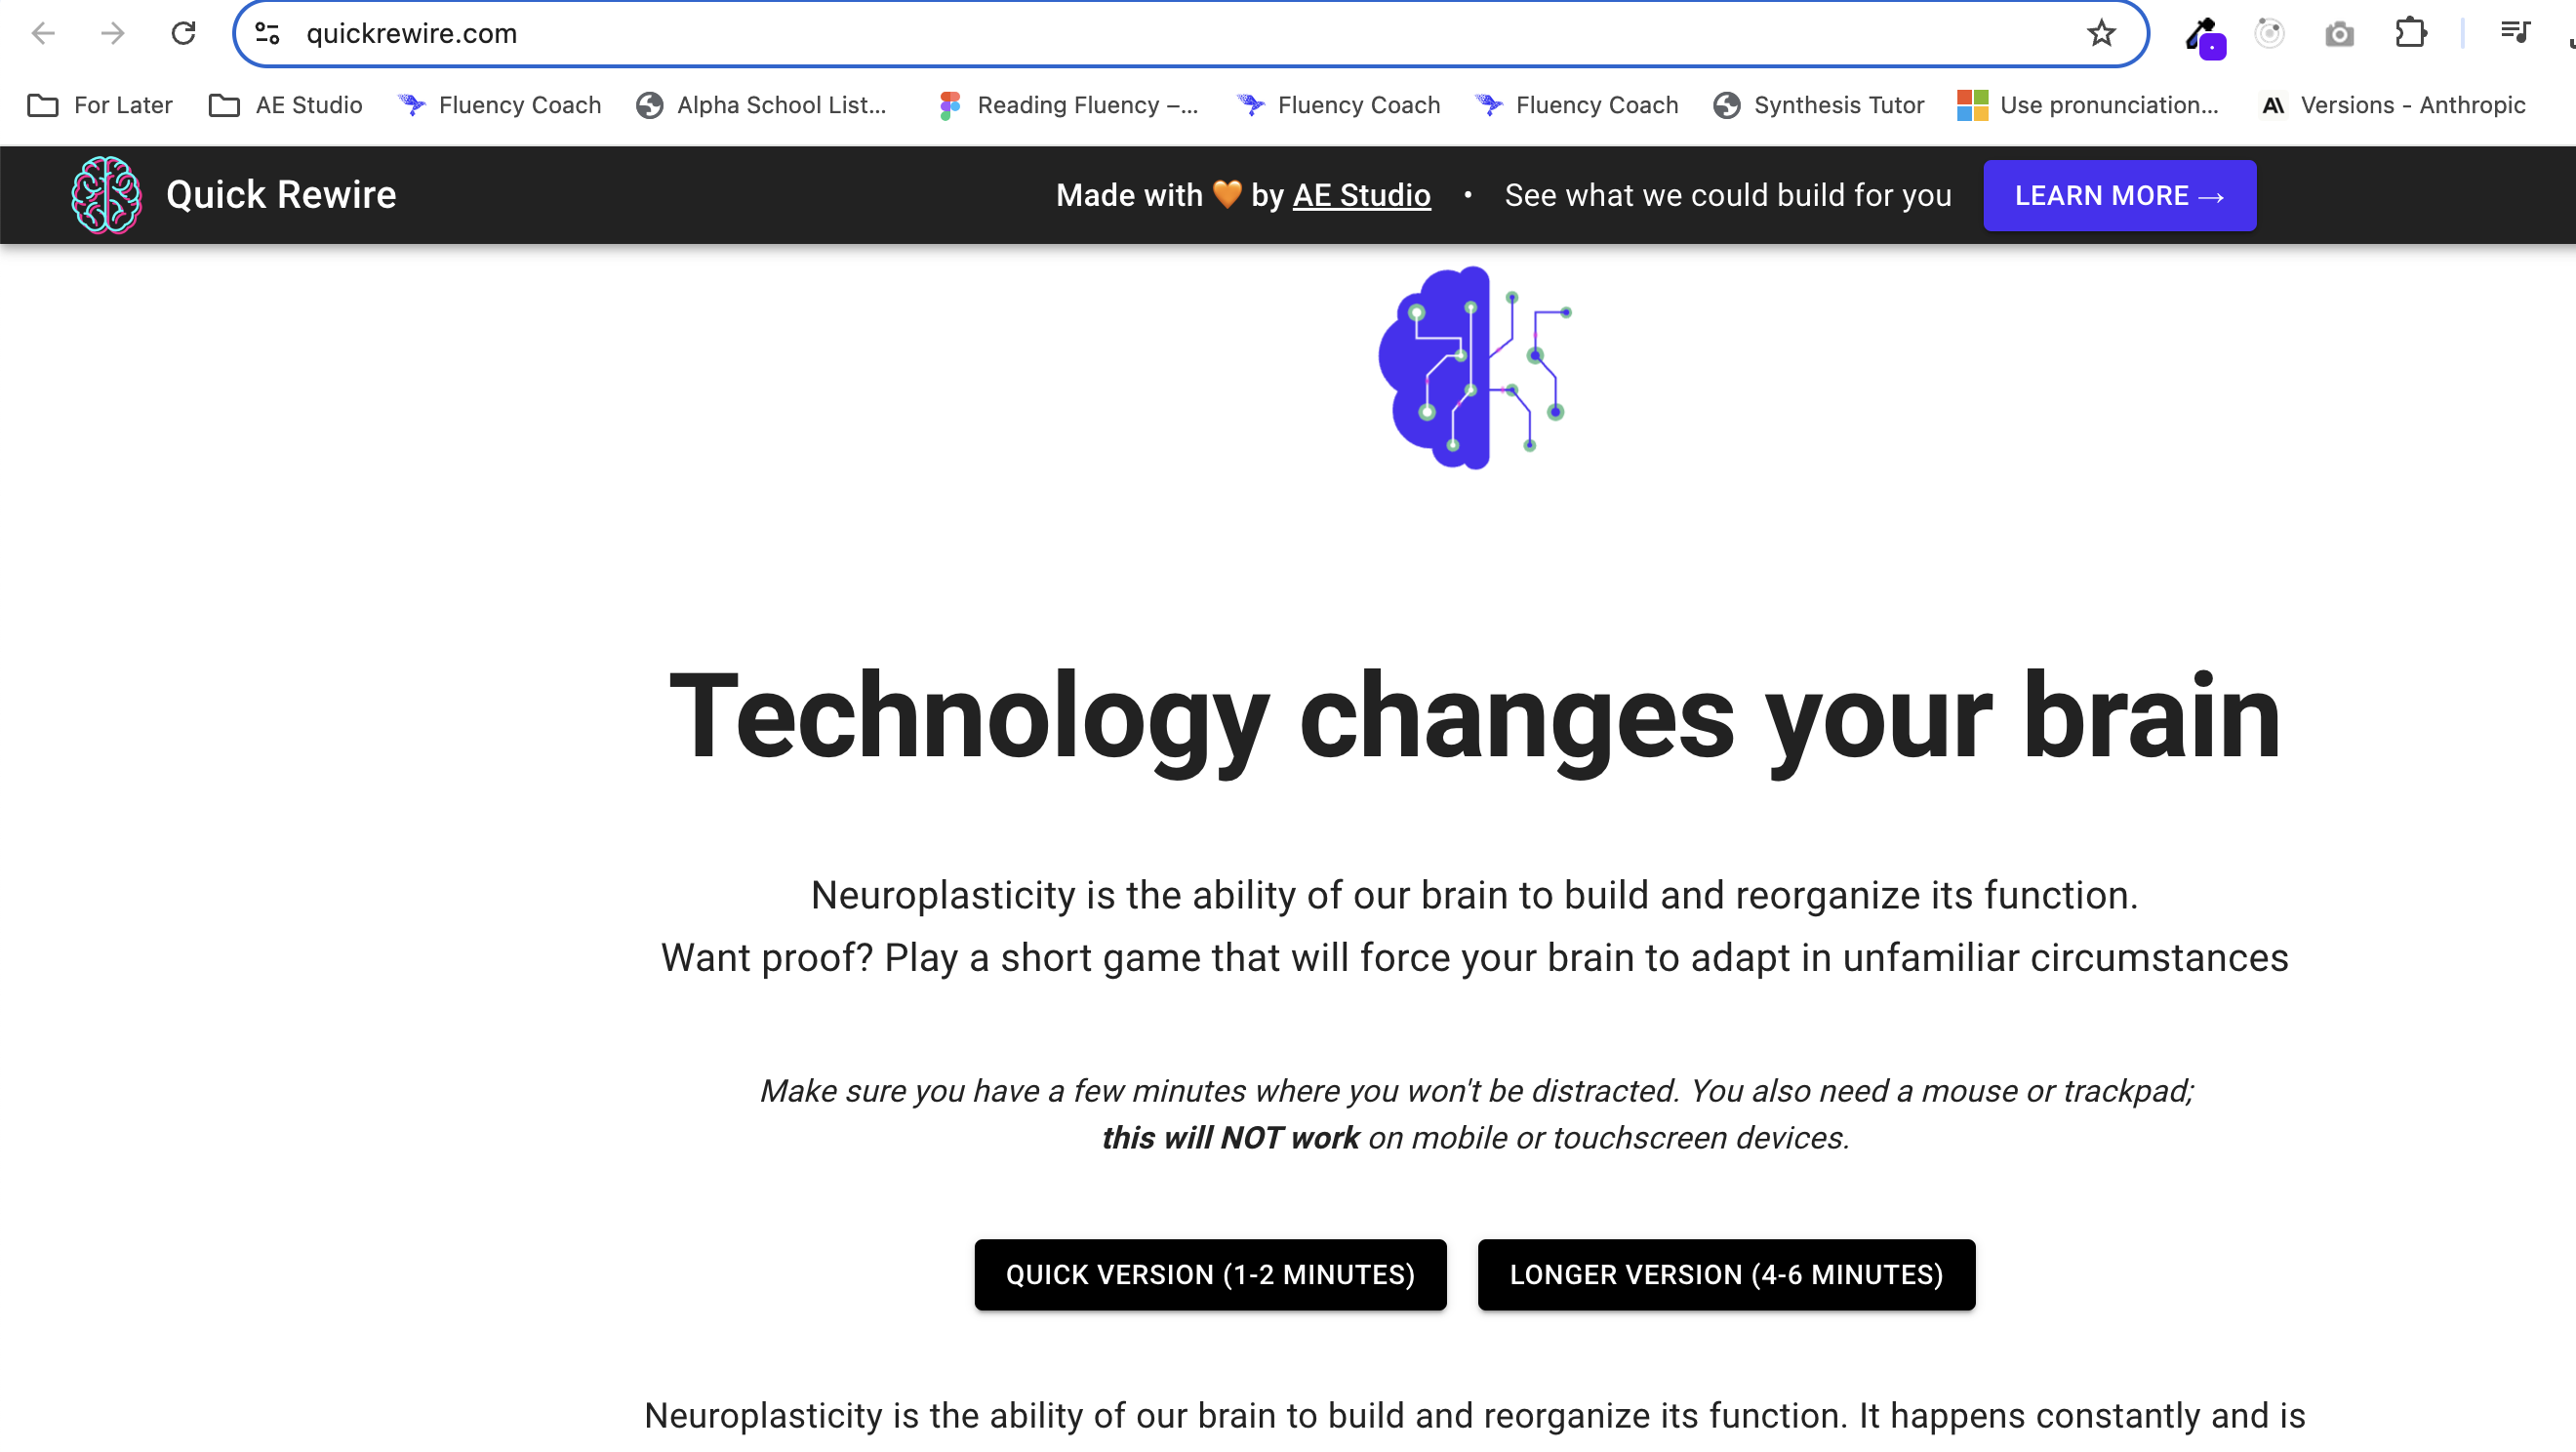 quickrewire.com
For Later AE Studio Fluency Coach Alpha School List... Reading Fluency –... Fluency Coach Fluency Coach Synthesis Tutor Use pronunciation... Versions - Anthropic
Quick Rewire Made with 🧡 by AE Studio • See what we could build for you LEARN MORE →
Technology changes your brain
Neuroplasticity is the ability of our brain to build and reorganize its function.
Want proof? Play a short game that will force your brain to adapt in unfamiliar circumstances
Make sure you have a few minutes where you won't be distracted. You also need a mouse or trackpad;
this will NOT work on mobile or touchscreen devices.
QUICK VERSION (1-2 MINUTES) LONGER VERSION (4-6 MINUTES)
Neuroplasticity is the ability of our brain to build and reorganize its function. It happens constantly and is